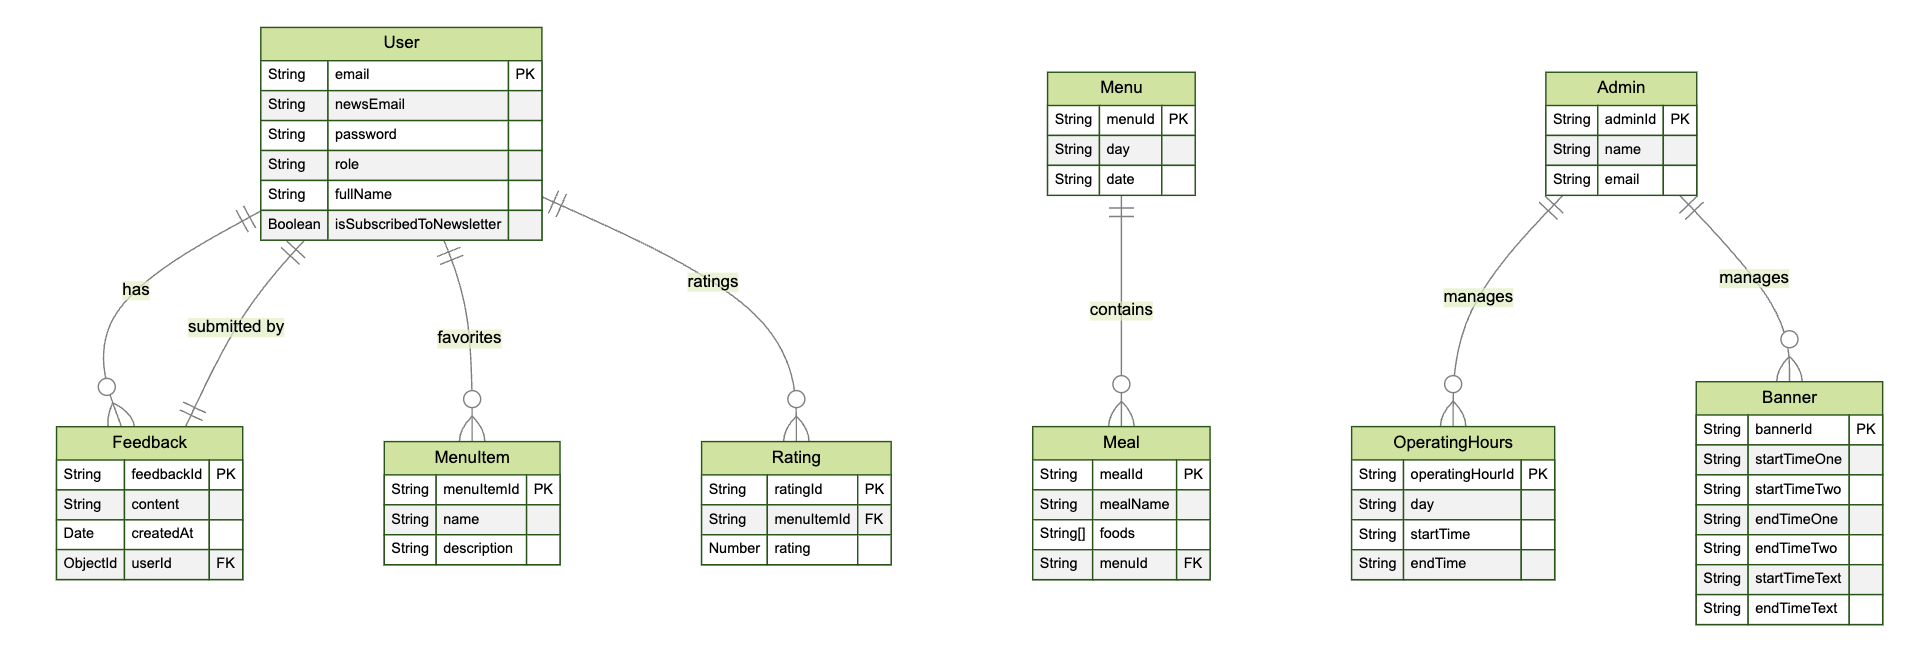 User
String email PK
String newsEmail
String password
String role
String fullName
Boolean isSubscribedToNewsletter
Menu
String menuId PK
String day
String date
Admin
String adminId PK
String name
String email
has
submitted by
favorites
ratings
contains
manages
manages
Feedback
String feedbackId PK
String content
Date createdAt
ObjectId userId FK
MenuItem
String menuItemId PK
String name
String description
Rating
String ratingId PK
String menuItemId FK
Number rating
Meal
String mealId PK
String mealName
String[] foods
String menuId FK
OperatingHours
String operatingHourId PK
String day
String startTime
String endTime
Banner
String bannerId PK
String startTimeOne
String startTimeTwo
String endTimeOne
String endTimeTwo
String startTimeText
String endTimeText